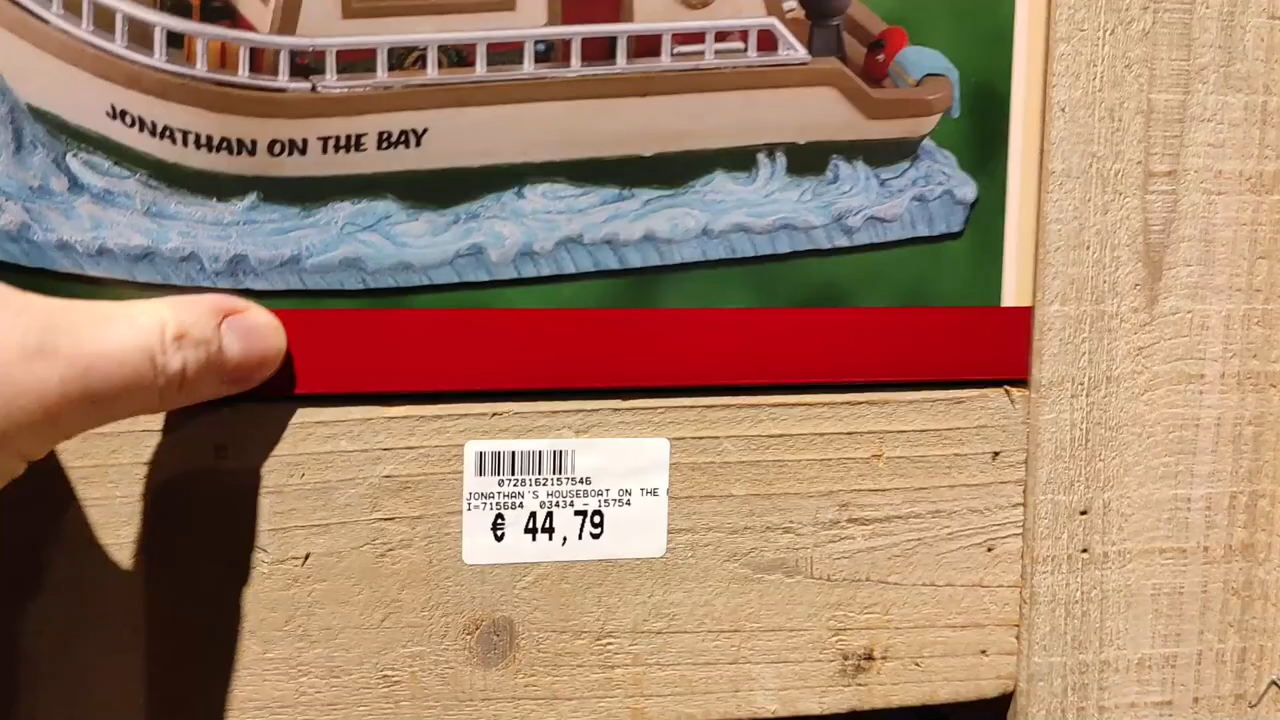 JONATHAN ON THE BAY
0728162157546
JONATHAN'S HOUSEBOAT ON THE
I=715684 03434 - 15754
€ 44,79